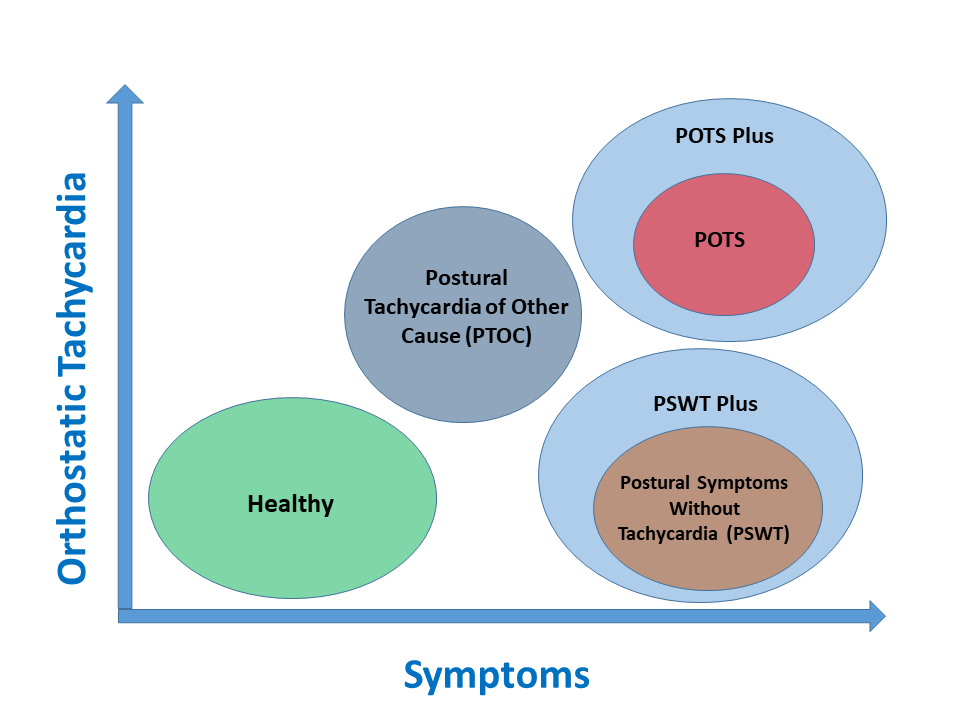 Orthostatic Tachycardia
POTS Plus
POTS
Postural
Tachycardia of Other
Cause (PTOC)
PSWT Plus
Postural Symptoms
Without
Tachycardia (PSWT)
Healthy
Symptoms